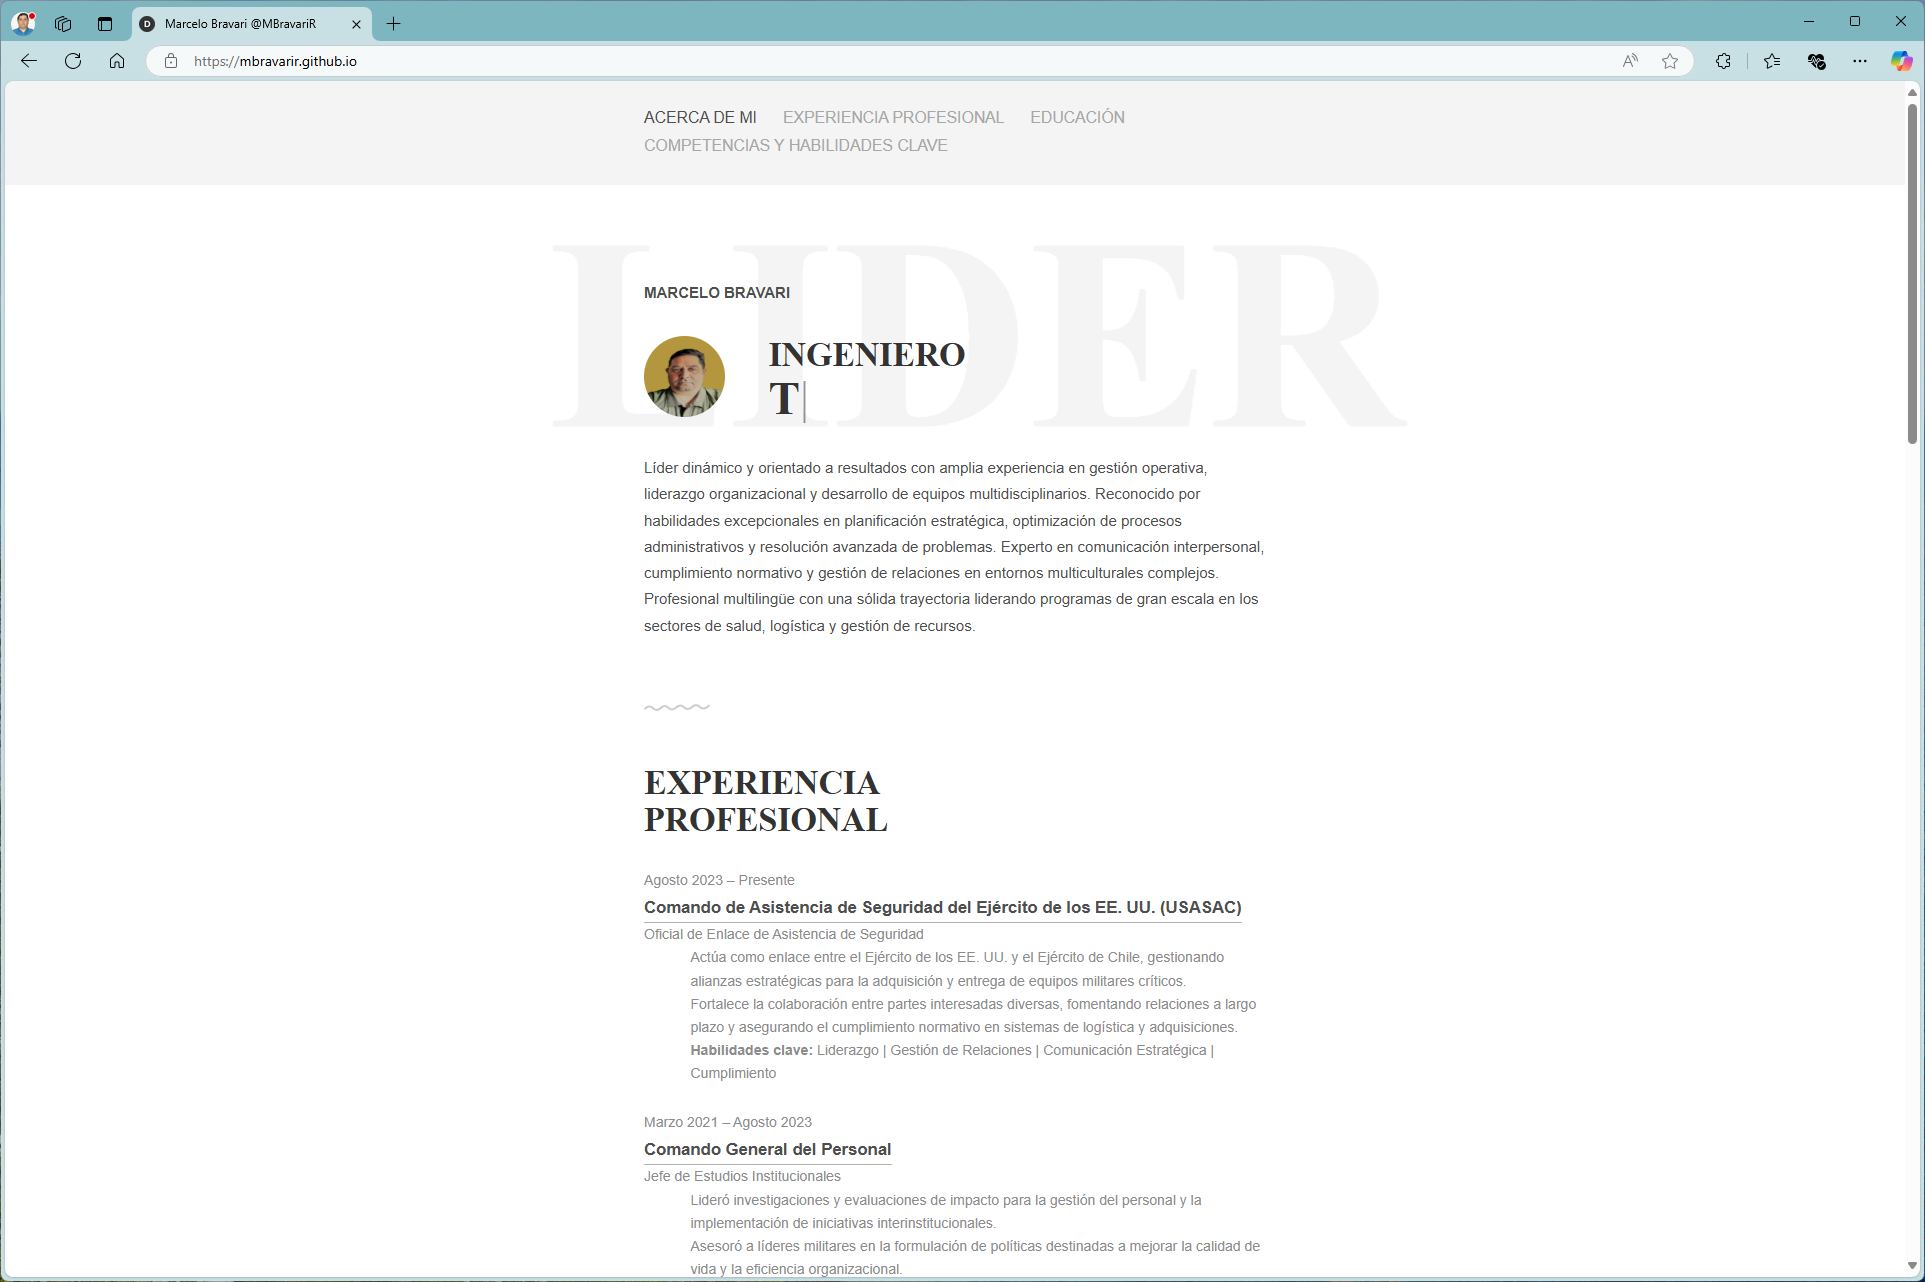 Marcelo Bravari @MBravariR
https://mbravarir.github.io
ACERCA DE MI EXPERIENCIA PROFESIONAL EDUCACIÓN
COMPETENCIAS Y HABILIDADES CLAVE
LIDER
MARCELO BRAVARI
INGENIERO
T
Líder dinámico y orientado a resultados con amplia experiencia en gestión operativa,
liderazgo organizacional y desarrollo de equipos multidisciplinarios. Reconocido por
habilidades excepcionales en planificación estratégica, optimización de procesos
administrativos y resolución avanzada de problemas. Experto en comunicación interpersonal,
cumplimiento normativo y gestión de relaciones en entornos multiculturales complejos.
Profesional multilingüe con una sólida trayectoria liderando programas de gran escala en los
sectores de salud, logística y gestión de recursos.
EXPERIENCIA
PROFESIONAL
Agosto 2023 – Presente
Comando de Asistencia de Seguridad del Ejército de los EE. UU. (USASAC)
Oficial de Enlace de Asistencia de Seguridad
Actúa como enlace entre el Ejército de los EE. UU. y el Ejército de Chile, gestionando
alianzas estratégicas para la adquisición y entrega de equipos militares críticos.
Fortalece la colaboración entre partes interesadas diversas, fomentando relaciones a largo
plazo y asegurando el cumplimiento normativo en sistemas de logística y adquisiciones.
Habilidades clave: Liderazgo | Gestión de Relaciones | Comunicación Estratégica |
Cumplimiento
Marzo 2021 – Agosto 2023
Comando General del Personal
Jefe de Estudios Institucionales
Lideró investigaciones y evaluaciones de impacto para la gestión del personal y la
implementación de iniciativas interinstitucionales.
Asesoró a líderes militares en la formulación de políticas destinadas a mejorar la calidad de
vida y la eficiencia organizacional.